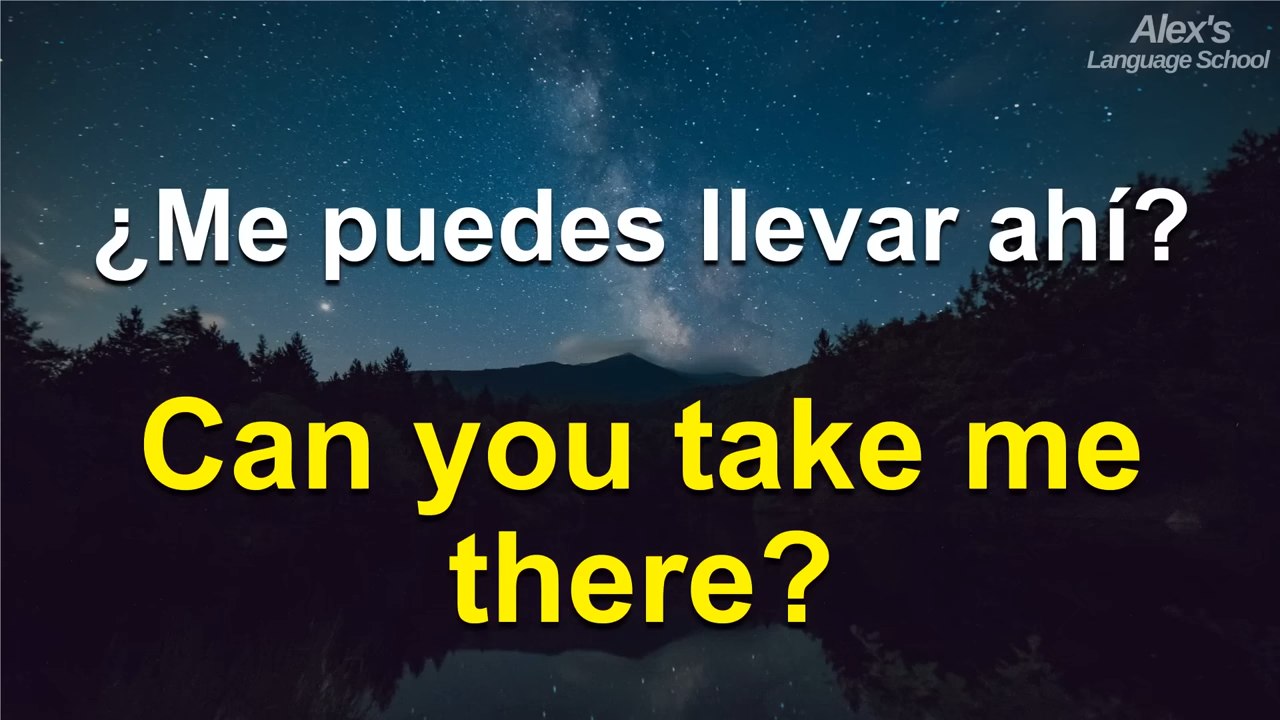 Alex's
Language School
¿Me puedes llevar ahí?
Can you take me
there?